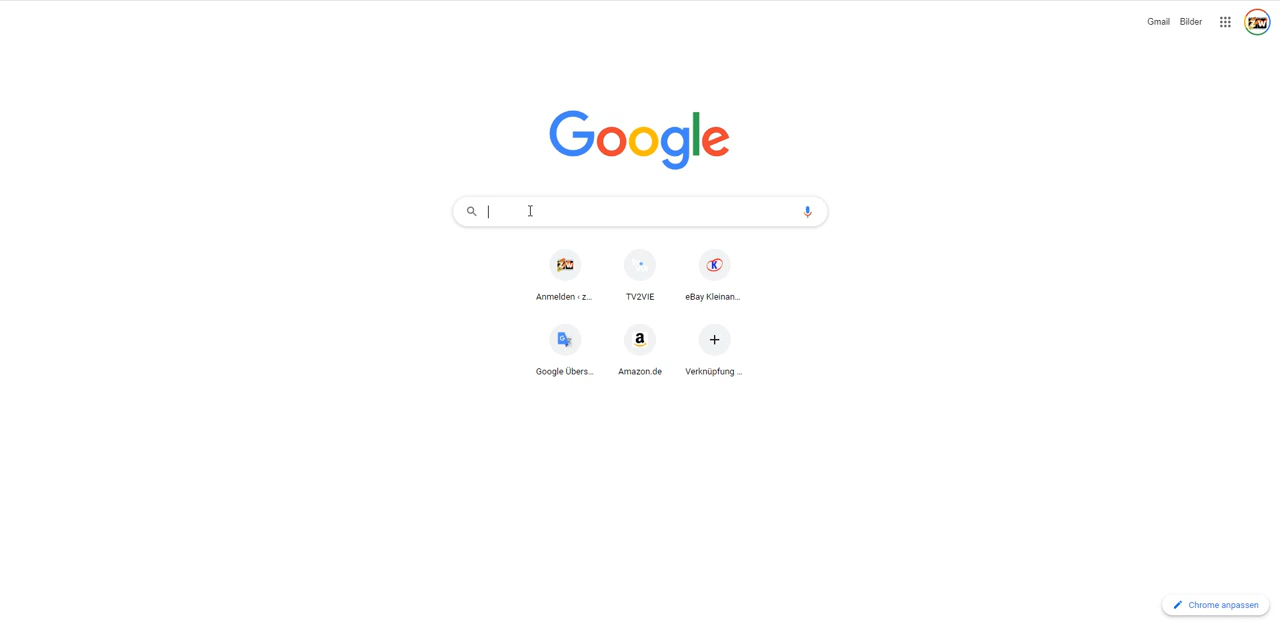 Gmail Bilder
Google
Anmelden ‹ z... TV2VIE eBay Kleinan...
Google Übers... Amazon.de Verknüpfung ...
Chrome anpassen